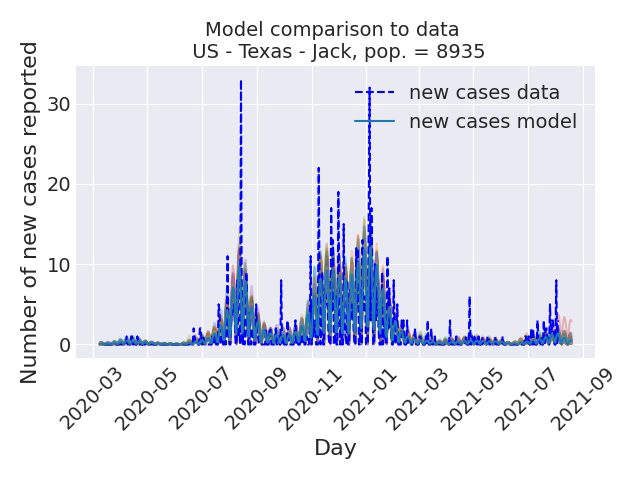 Model comparison to data
US - Texas - Jack, pop. = 8935
Number of new cases reported
30
20
10
0
new cases data
new cases model
2020-03
2020-05
2020-07
2020-09
2020-11
2021-01
2021-03
2021-05
2021-07
2021-09
Day